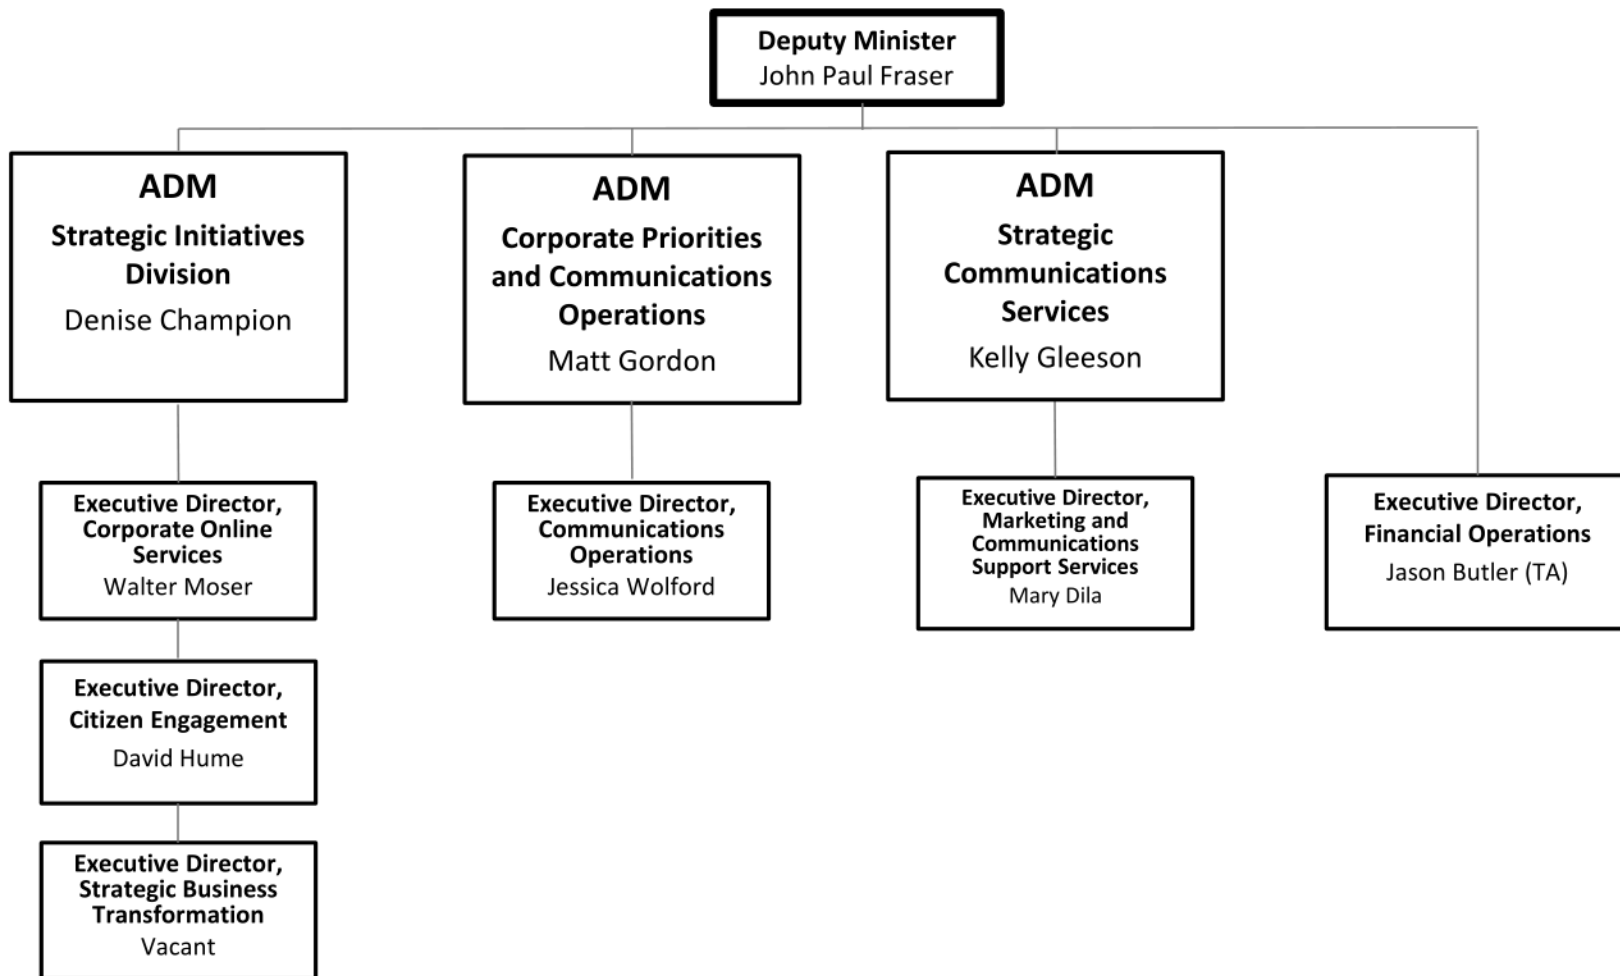 Deputy Minister
John Paul Fraser
ADM
Strategic Initiatives
Division
Denise Champion
ADM
Corporate Priorities
and Communications
Operations
Matt Gordon
ADM
Strategic
Communications
Services
Kelly Gleeson
Executive Director,
Corporate Online
Services
Walter Moser
Executive Director,
Communications
Operations
Jessica Wolford
Executive Director,
Marketing and
Communications
Support Services
Mary Dila
Executive Director,
Financial Operations
Jason Butler (TA)
Executive Director,
Citizen Engagement
David Hume
Executive Director,
Strategic Business
Transformation
Vacant